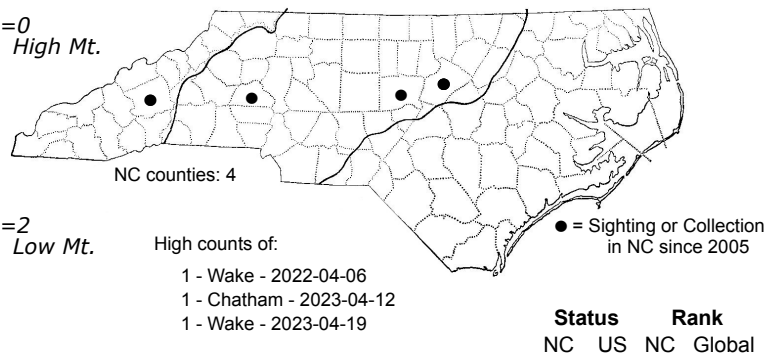 =0
High Mt.
NC counties: 4
=2
Low Mt.
High counts of:
1 - Wake - 2022-04-06
1 - Chatham - 2023-04-12
1 - Wake - 2023-04-19
● = Sighting or Collection
in NC since 2005
Status Rank
NC US NC Global